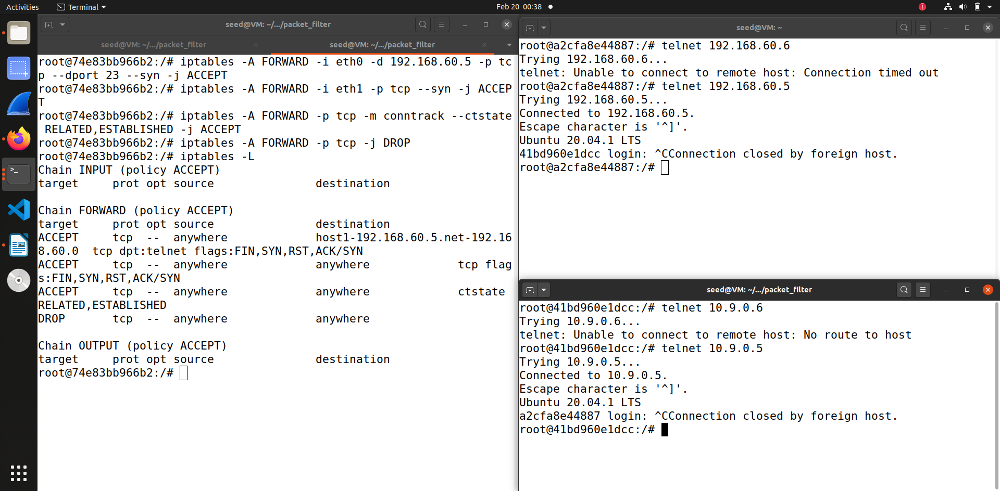 Activities
Terminal
Feb 20 00:38
seed@VM: ~/.../packet_filter
seed@VM: ~/.../packet_filter
seed@VM: ~/.../packet_filter
root@74e83bb966b2:/# iptables -A FORWARD -i eth0 -d 192.168.60.5 -p tc
p --dport 23 --syn -j ACCEPT
root@74e83bb966b2:/# iptables -A FORWARD -i eth1 -p tcp --syn -j ACCEP
T
root@74e83bb966b2:/# iptables -A FORWARD -p tcp -m conntrack --ctstate
 RELATED,ESTABLISHED -j ACCEPT
root@74e83bb966b2:/# iptables -A FORWARD -p tcp -j DROP
root@74e83bb966b2:/# iptables -L
Chain INPUT (policy ACCEPT)
target     prot opt source               destination
Chain FORWARD (policy ACCEPT)
target     prot opt source               destination
ACCEPT     tcp  --  anywhere             host1-192.168.60.5.net-192.16
8.60.0  tcp dpt:telnet flags:FIN,SYN,RST,ACK/SYN
ACCEPT     tcp  --  anywhere             anywhere             tcp flag
s:FIN,SYN,RST,ACK/SYN
ACCEPT     tcp  --  anywhere             anywhere             ctstate
RELATED,ESTABLISHED
DROP       tcp  --  anywhere             anywhere
Chain OUTPUT (policy ACCEPT)
target     prot opt source               destination
root@74e83bb966b2:/#
seed@VM: ~
root@a2cfa8e44887:/# telnet 192.168.60.6
Trying 192.168.60.6...
telnet: Unable to connect to remote host: Connection timed out
root@a2cfa8e44887:/# telnet 192.168.60.5
Trying 192.168.60.5...
Connected to 192.168.60.5.
Escape character is '^]'.
Ubuntu 20.04.1 LTS
41bd960e1dcc login: ^CConnection closed by foreign host.
root@a2cfa8e44887:/#
seed@VM: ~/.../packet_filter
root@41bd960e1dcc:/# telnet 10.9.0.6
Trying 10.9.0.6...
telnet: Unable to connect to remote host: No route to host
root@41bd960e1dcc:/# telnet 10.9.0.5
Trying 10.9.0.5...
Connected to 10.9.0.5.
Escape character is '^]'.
Ubuntu 20.04.1 LTS
a2cfa8e44887 login: ^CConnection closed by foreign host.
root@41bd960e1dcc:/#